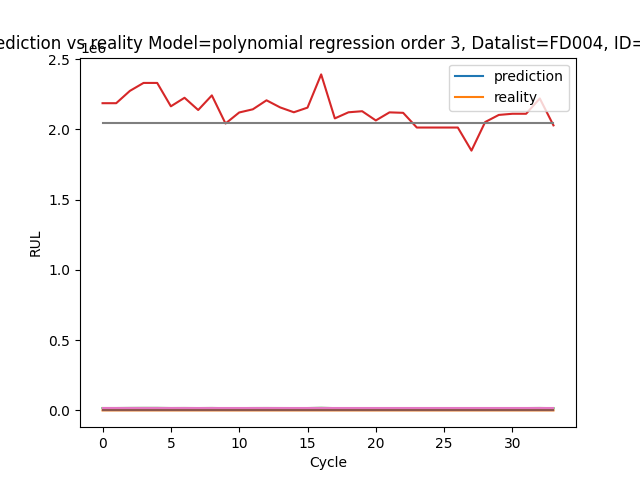 ediction vs reality Model=polynomial regression order 3, Datalist=FD004, ID=
1e6
2.5
2.0
1.5
1.0
0.5
0.0
RUL
prediction
reality
0 5 10 15 20 25 30
Cycle